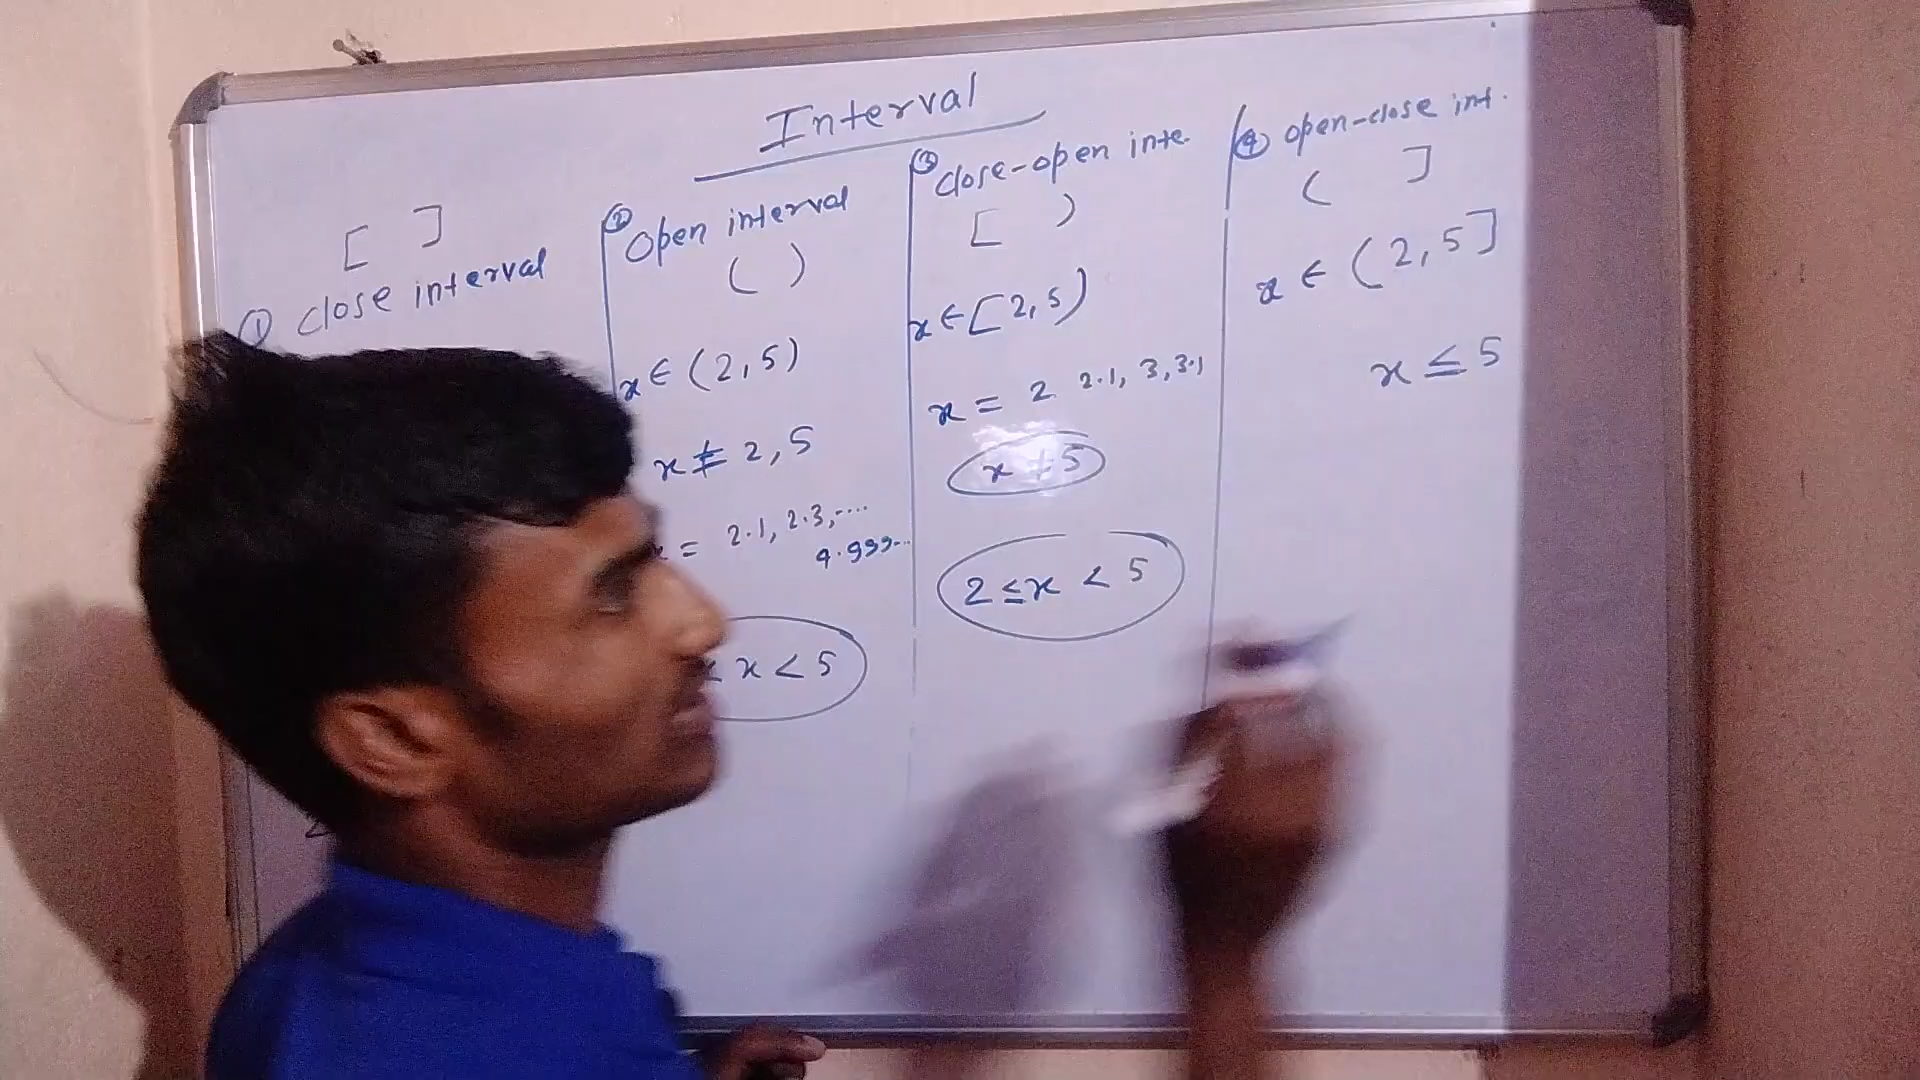 Interval
[ ]
① close interval
② open interval
( )
x ∈ (2,5)
x ≠ 2, 5
= 2.1, 2.3, ....
4.999...
x < 5
③ close-open inte.
[ )
x ∈ [2,5)
x = 2 2.1, 3, 3.1
x ≠ 5
2 ≤ x < 5
④ open-close int.
( ]
x ∈ (2,5]
x ≤ 5